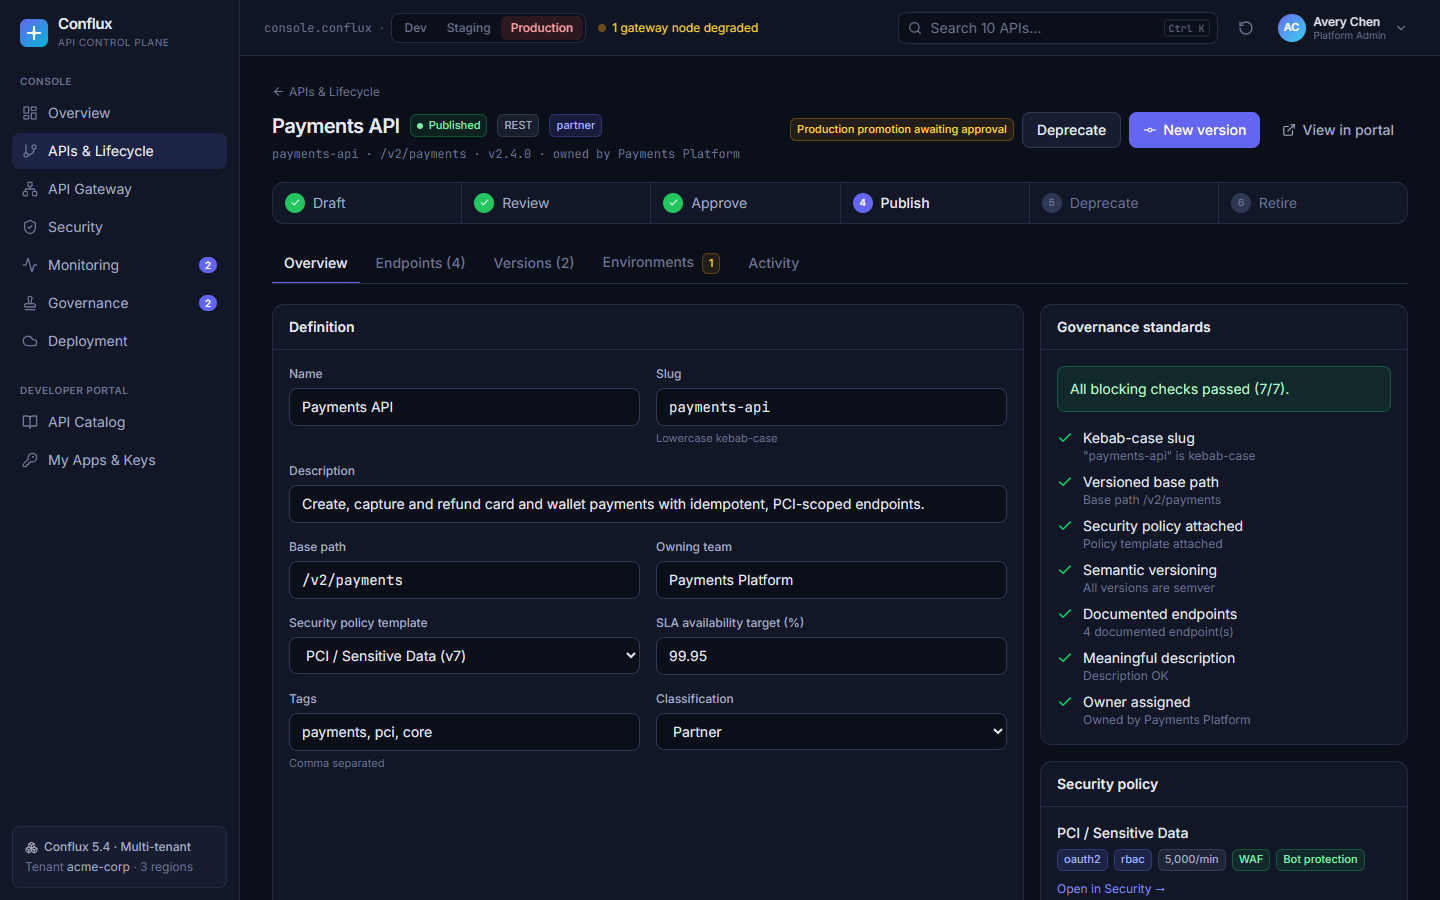 Conflux
API CONTROL PLANE
CONSOLE
Overview
APIs & Lifecycle
API Gateway
Security
Monitoring 2
Governance 2
Deployment
DEVELOPER PORTAL
API Catalog
My Apps & Keys
Conflux 5.4 · Multi-tenant
Tenant acme-corp · 3 regions
console.conflux · Dev Staging Production 1 gateway node degraded
Search 10 APIs... Ctrl K
AC Avery Chen
Platform Admin
← APIs & Lifecycle
Payments API Published REST partner
payments-api · /v2/payments · v2.4.0 · owned by Payments Platform
Production promotion awaiting approval Deprecate New version View in portal
Draft Review Approve 4 Publish 5 Deprecate 6 Retire
Overview Endpoints (4) Versions (2) Environments 1 Activity
Definition
Name
Payments API
Slug
payments-api
Lowercase kebab-case
Description
Create, capture and refund card and wallet payments with idempotent, PCI-scoped endpoints.
Base path
/v2/payments
Owning team
Payments Platform
Security policy template
PCI / Sensitive Data (v7)
SLA availability target (%)
99.95
Tags
payments, pci, core
Comma separated
Classification
Partner
Governance standards
All blocking checks passed (7/7).
Kebab-case slug
"payments-api" is kebab-case
Versioned base path
Base path /v2/payments
Security policy attached
Policy template attached
Semantic versioning
All versions are semver
Documented endpoints
4 documented endpoint(s)
Meaningful description
Description OK
Owner assigned
Owned by Payments Platform
Security policy
PCI / Sensitive Data
oauth2 rbac 5,000/min WAF Bot protection
Open in Security →